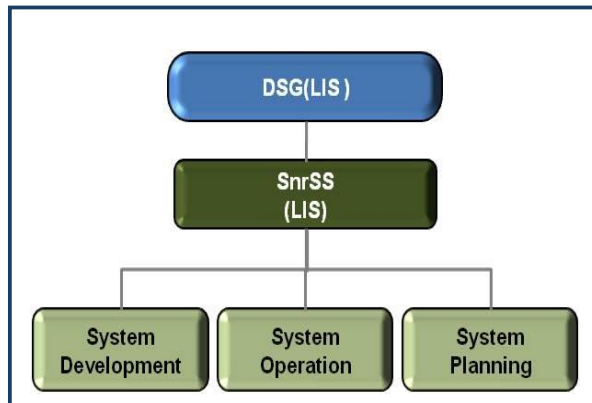 DSG(LIS )
SnrSS
(LIS)
System
Development
System
Operation
System
Planning